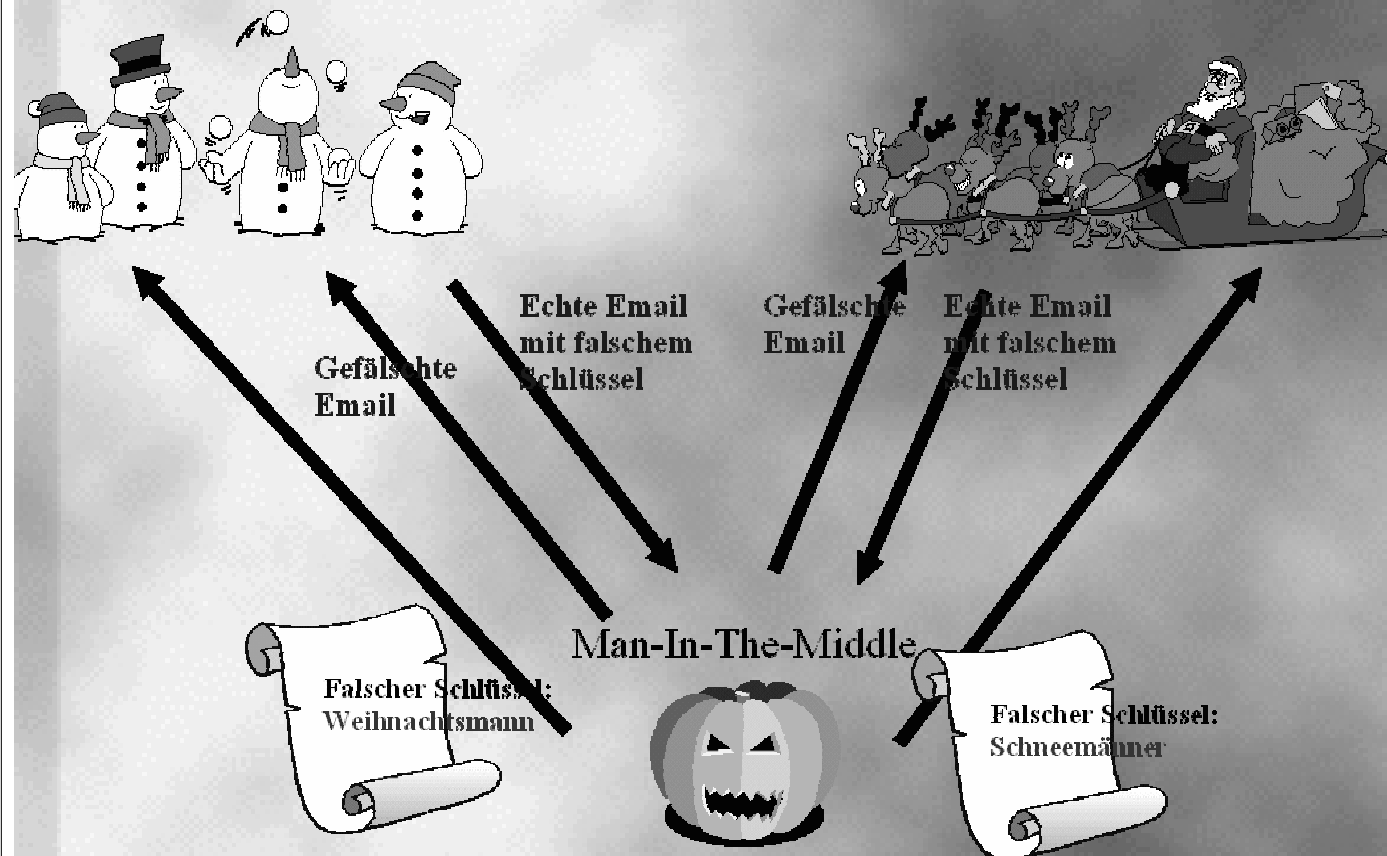 Echte Email
mit falschem
Schlüssel
Gefälschte
Email
Echte Email
mit falschem
Schlüssel
Gefälschte
Email
Man-In-The-Middle
Falscher Schlüssel:
Weihnachtsmann
Falscher Schlüssel:
Schneemänner